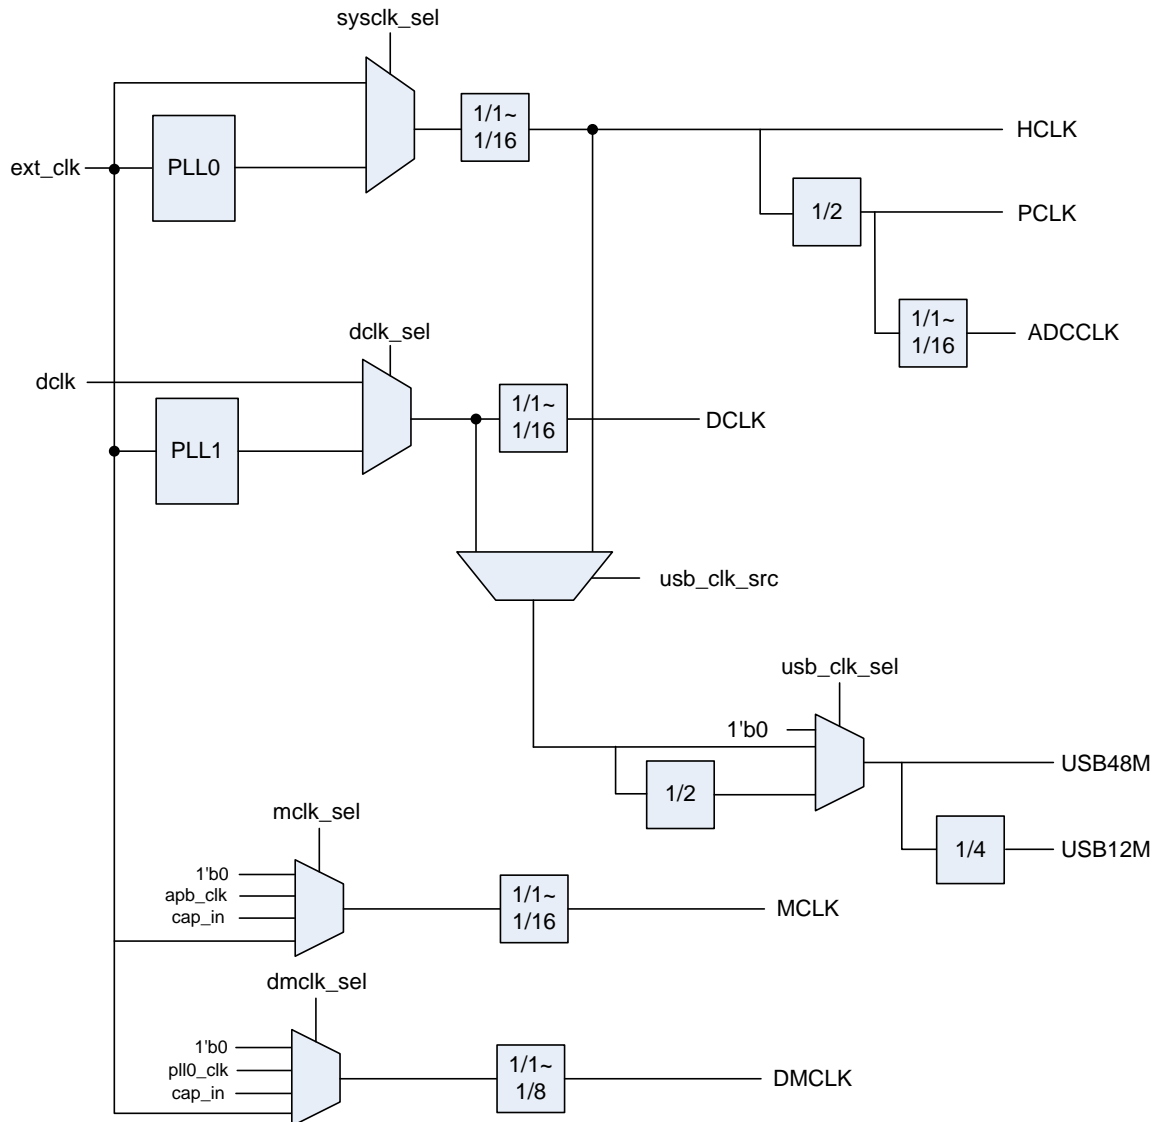 sysclk_sel
1/1~
1/16
HCLK
ext_clk
PLL0
1/2
PCLK
1/1~
1/16
ADCCLK
dclk_sel
dclk
1/1~
1/16
DCLK
PLL1
usb_clk_src
usb_clk_sel
1'b0
USB48M
1/2
mclk_sel
1/4
USB12M
1'b0
apb_clk
cap_in
1/1~
1/16
MCLK
dmclk_sel
1'b0
pll0_clk
cap_in
1/1~
1/8
DMCLK